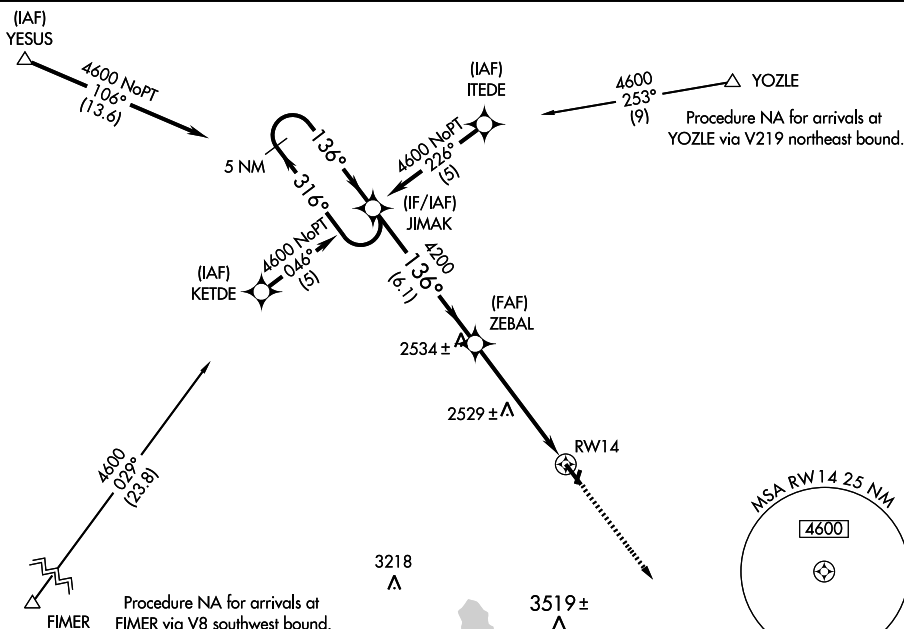 (IAF)
YESUS
4600 NoPT
106°
(13.6)
(IAF)
ITEDE
4600
253°
(9)
YOZLE
Procedure NA for arrivals at
YOZLE via V219 northeast bound.
4600 NoPT
226°
(5)
136°
5 NM
316°
(IF/IAF)
JIMAK
4600 NoPT
046°
(5)
(IAF)
KETDE
4200
136°
(6.1)
(FAF)
ZEBAL
2534 ±
2529 ±
RW14
4600
029°
(23.8)
MSA RW14 25 NM
4600
3218
3519 ±
FIMER
Procedure NA for arrivals at
FIMER via V8 southwest bound.